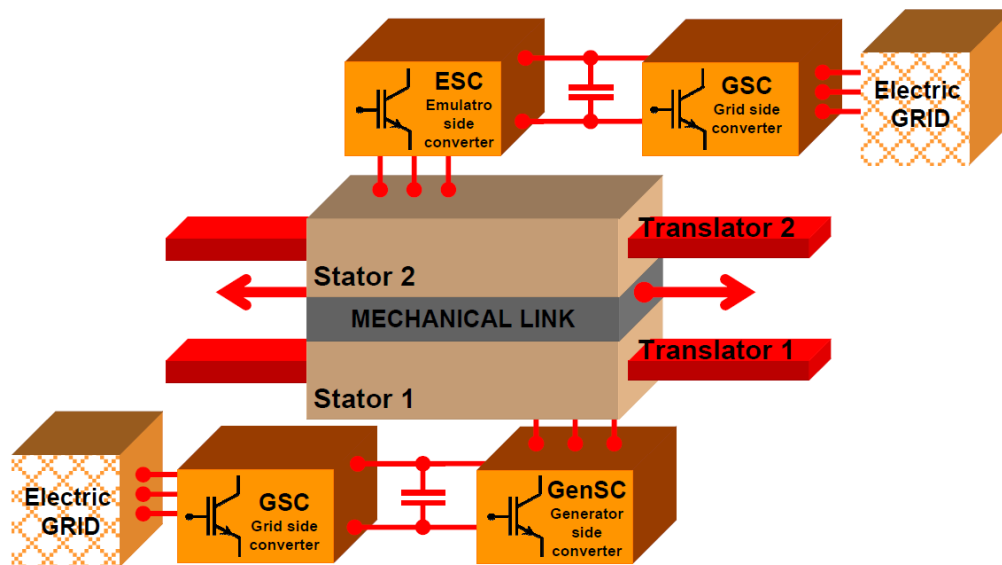 ESC
Emulatro
side
converter
GSC
Grid side
converter
Electric
GRID
Translator 2
Stator 2
MECHANICAL LINK
Translator 1
Stator 1
Electric
GRID
GSC
Grid side
converter
GenSC
Generator
side
converter